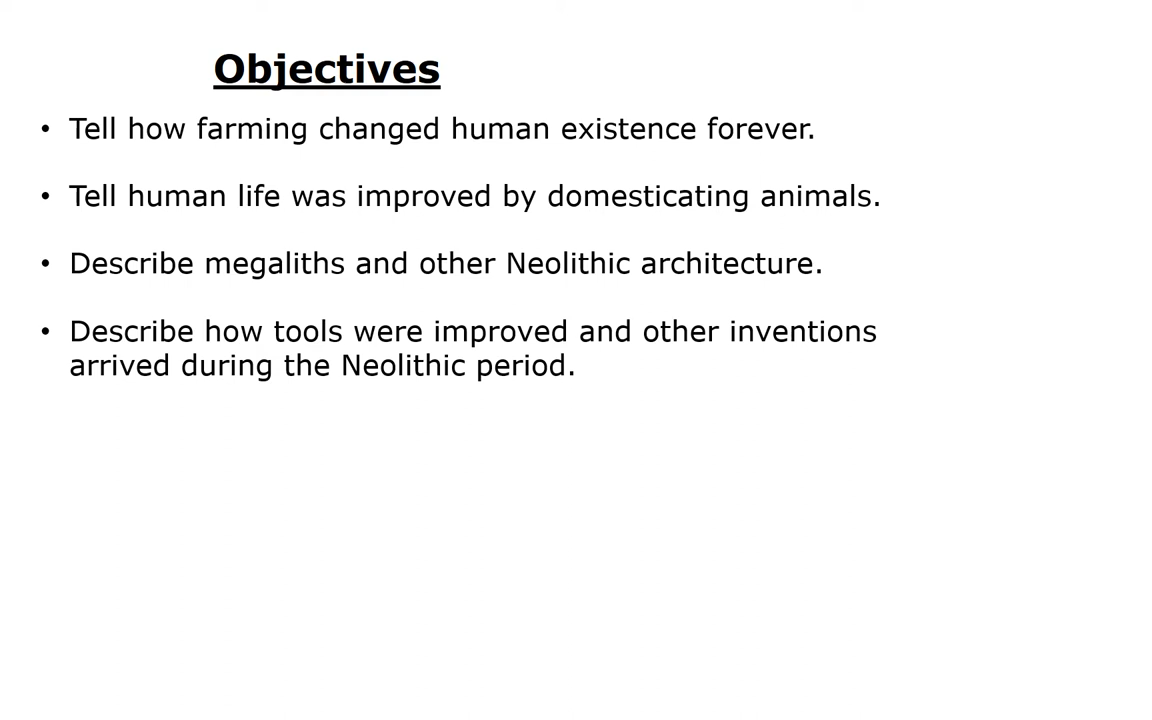 Objectives
• Tell how farming changed human existence forever.
• Tell human life was improved by domesticating animals.
• Describe megaliths and other Neolithic architecture.
• Describe how tools were improved and other inventions
arrived during the Neolithic period.